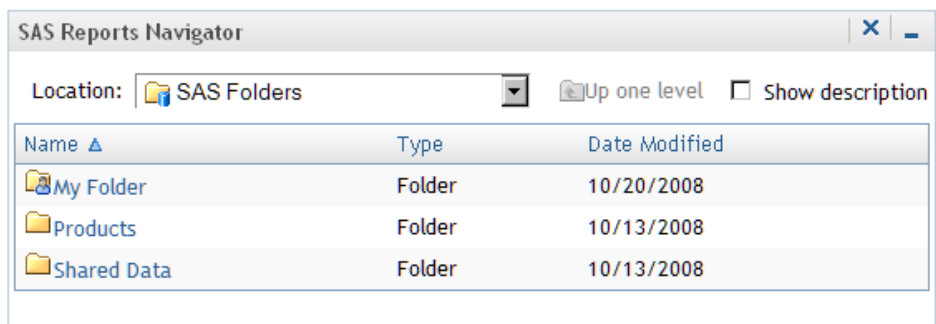 SAS Reports Navigator
Location: SAS Folders Up one level Show description
Name Type Date Modified
My Folder Folder 10/20/2008
Products Folder 10/13/2008
Shared Data Folder 10/13/2008